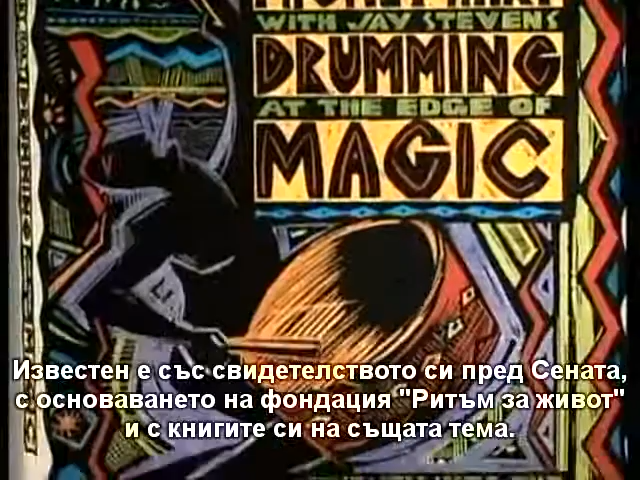 WITH JAY STEVENS
DRUMMING
AT THE EDGE OF
MAGIC
Известен е със свидетелството си пред Сената,
с основаването на фондация "Ритъм за живот"
и с книгите си на същата тема.